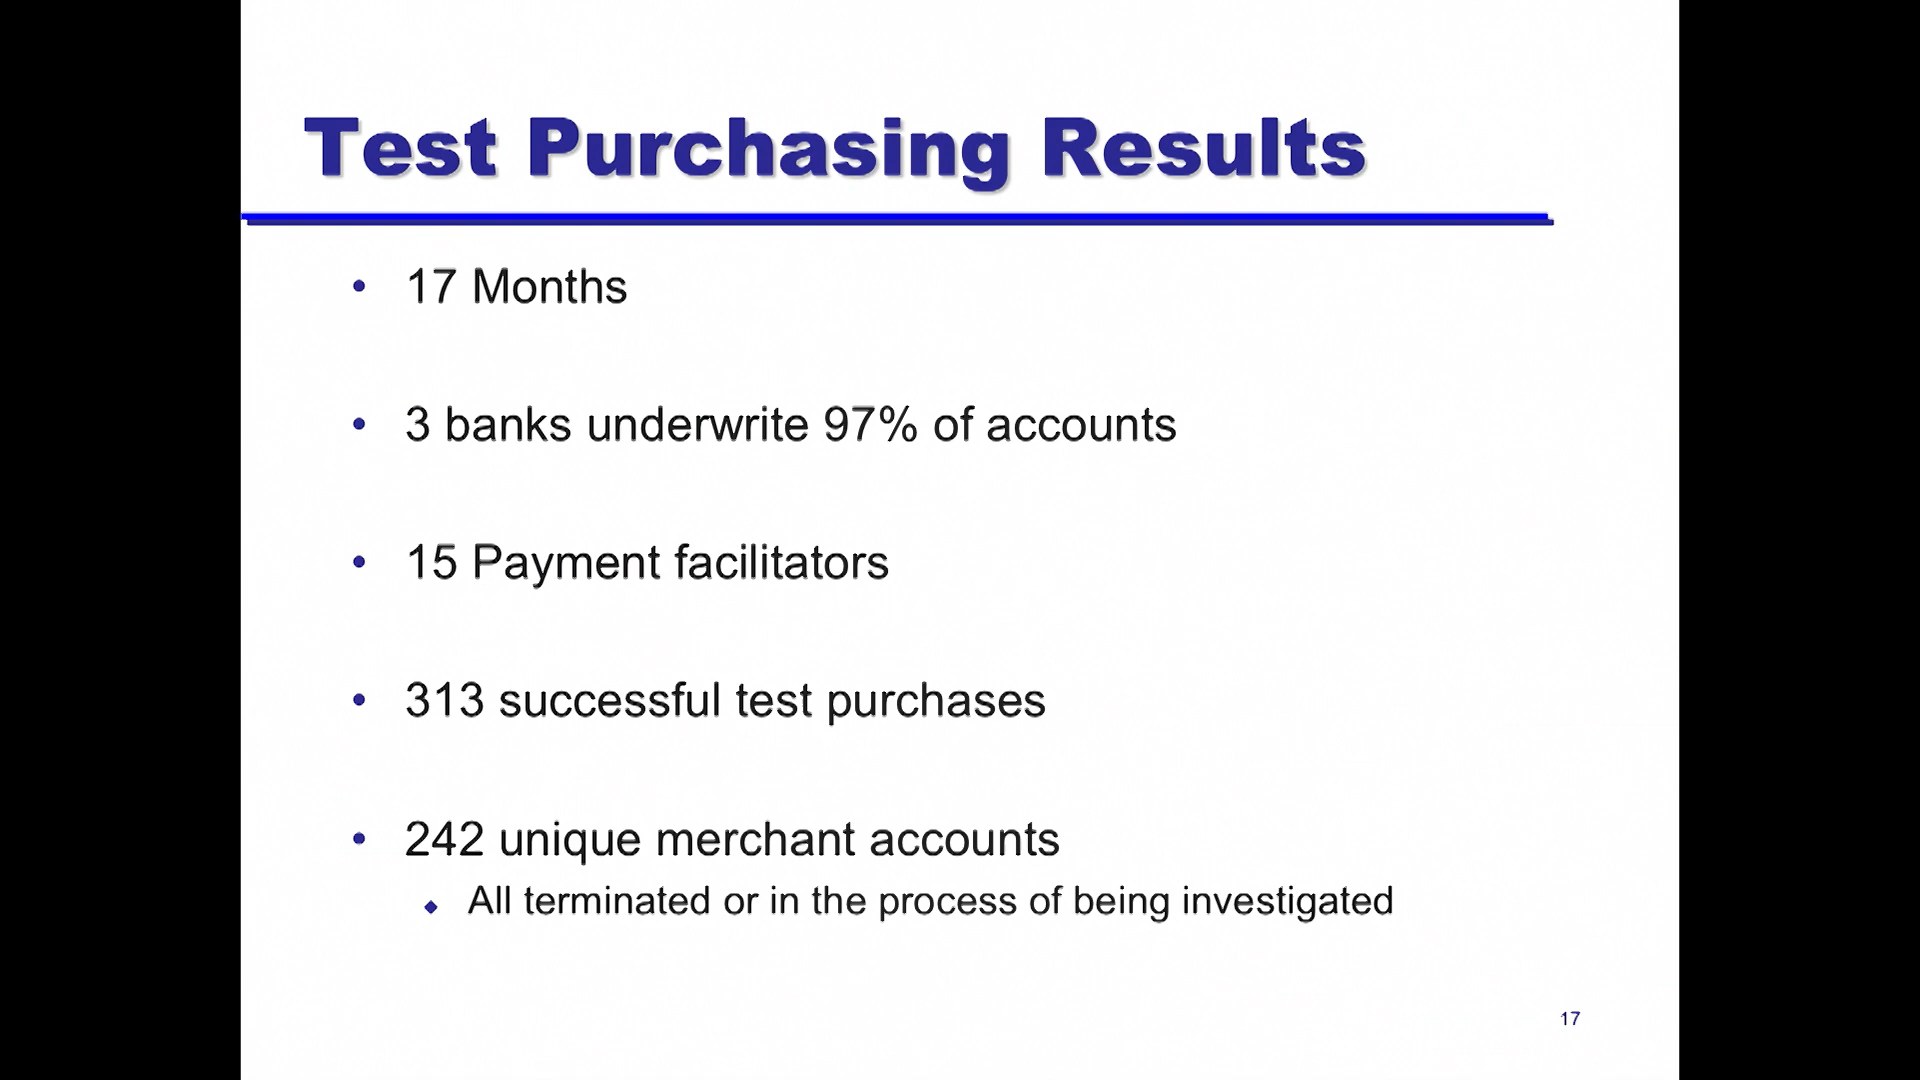 Test Purchasing Results
• 17 Months
• 3 banks underwrite 97% of accounts
• 15 Payment facilitators
• 313 successful test purchases
• 242 unique merchant accounts
◆ All terminated or in the process of being investigated
17